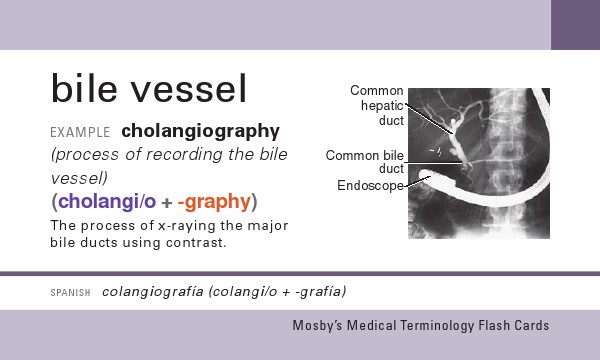 bile vessel
EXAMPLE cholangiography
(process of recording the bile
vessel)
(cholangi/o + -graphy)
The process of x-raying the major
bile ducts using contrast.
Common
hepatic
duct
Common bile
duct
Endoscope
SPANISH colangiografía (colangi/o + -grafía)
Mosby's Medical Terminology Flash Cards